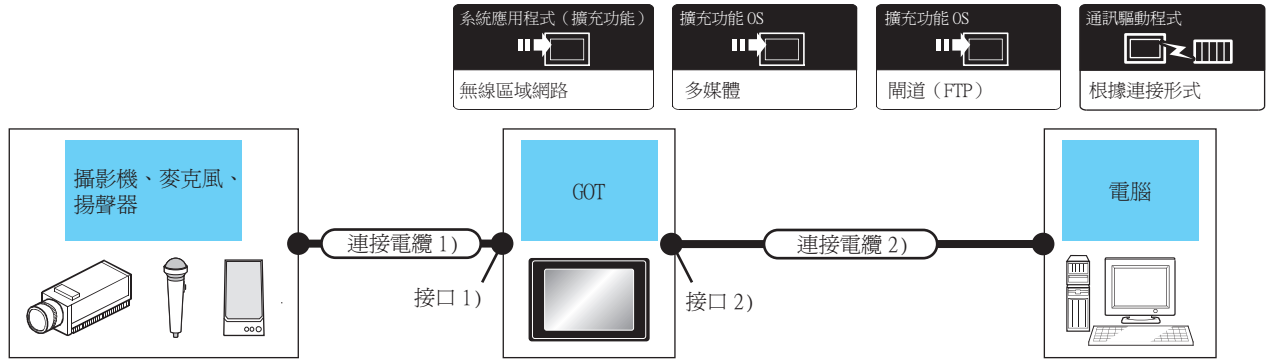 系統應用程式（擴充功能）
無線區域網路
擴充功能 OS
多媒體
擴充功能 OS
閘道（FTP）
通訊驅動程式
根據連接形式
攝影機、麥克風、
揚聲器
GOT
電腦
連接電纜 1)
連接電纜 2)
接口 1)
接口 2)